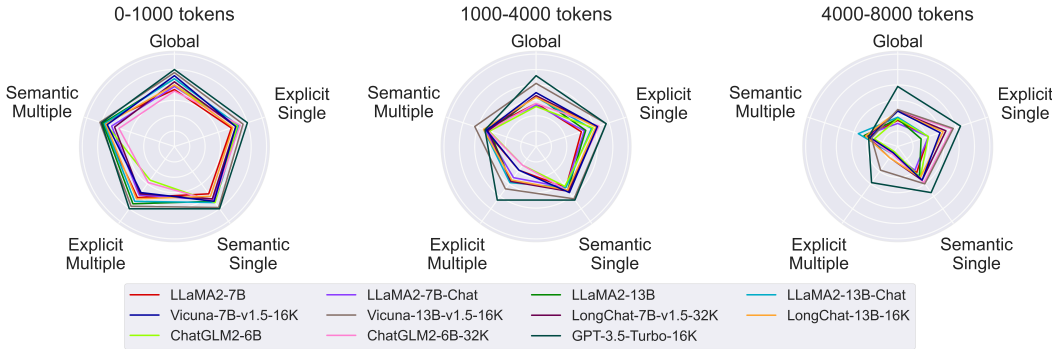 0-1000 tokens
1000-4000 tokens
4000-8000 tokens
Global
Explicit
Single
Semantic
Single
Explicit
Multiple
Semantic
Multiple
Global
Explicit
Single
Semantic
Single
Explicit
Multiple
Semantic
Multiple
Global
Explicit
Single
Semantic
Single
Explicit
Multiple
Semantic
Multiple
LLaMA2-7B
LLaMA2-7B-Chat
LLaMA2-13B
LLaMA2-13B-Chat
Vicuna-7B-v1.5-16K
Vicuna-13B-v1.5-16K
LongChat-7B-v1.5-32K
LongChat-13B-16K
ChatGLM2-6B
ChatGLM2-6B-32K
GPT-3.5-Turbo-16K